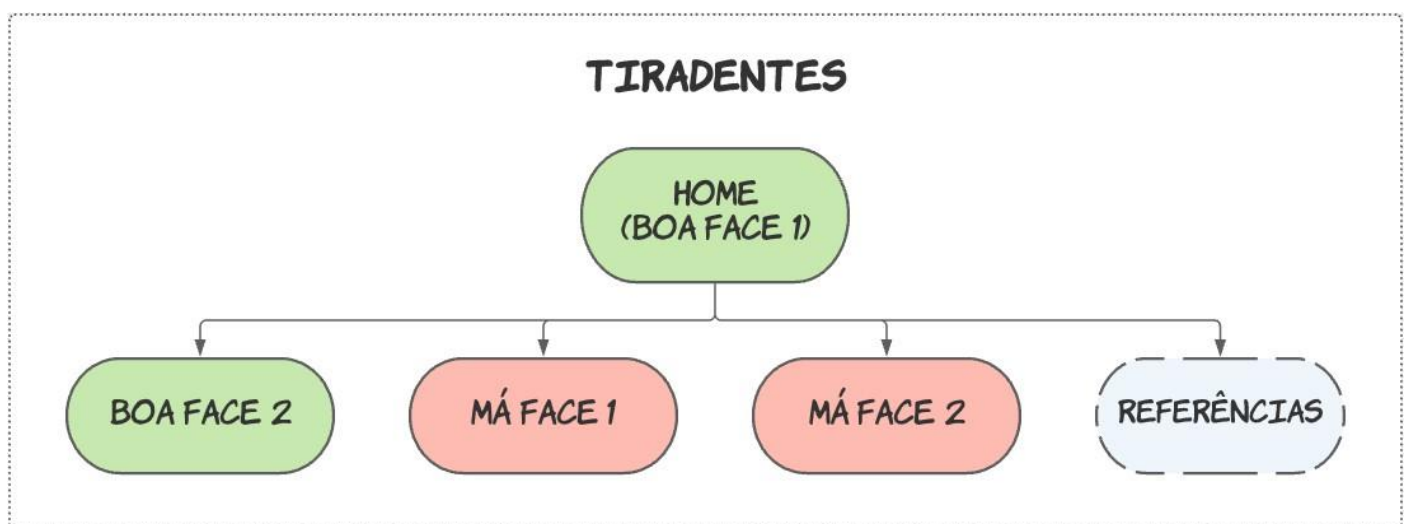 TIRADENTES
HOME
(BOA FACE 1)
BOA FACE 2
MÁ FACE 1
MÁ FACE 2
REFERÊNCIAS